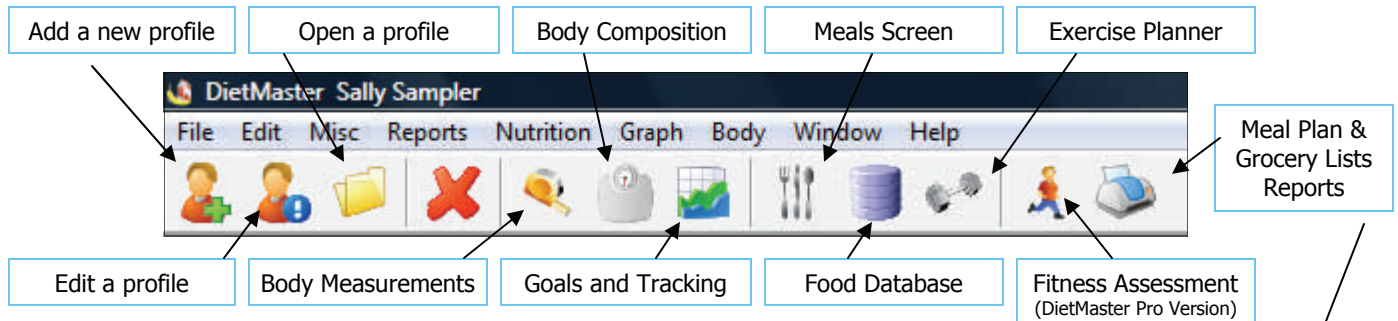 Add a new profile
Open a profile
Body Composition
Meals Screen
Exercise Planner
DietMaster Sally Sampler
File Edit Misc Reports Nutrition Graph Body Window Help
Meal Plan &
Grocery Lists
Reports
Edit a profile
Body Measurements
Goals and Tracking
Food Database
Fitness Assessment
(DietMaster Pro Version)